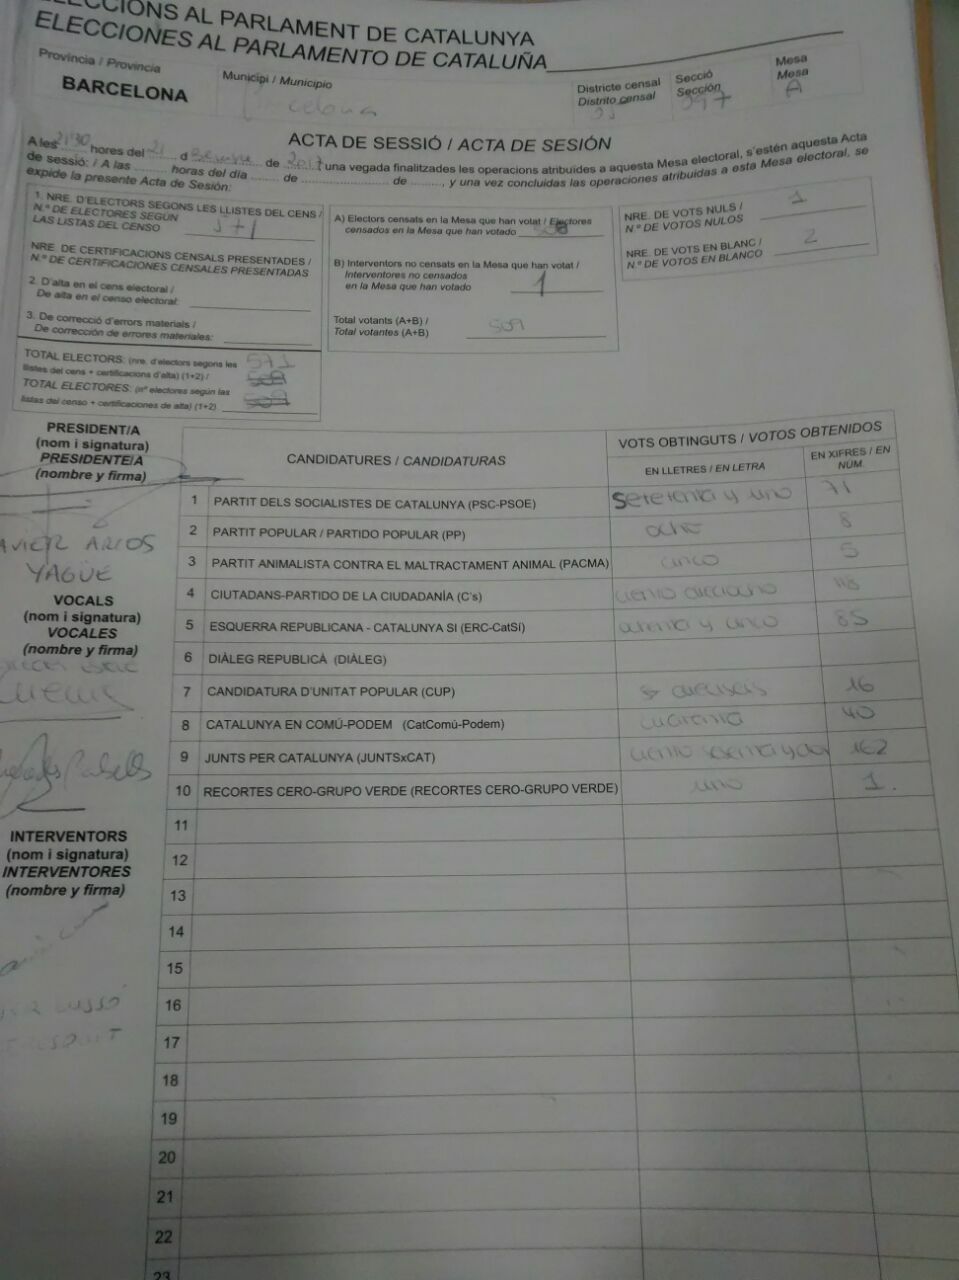 ELECCIONS AL PARLAMENT DE CATALUNYA
ELECCIONES AL PARLAMENTO DE CATALUÑA
Província / Provincia
BARCELONA
Municipi / Municipio
Barcelona
Districte censal
Distrito censal
Secció
Sección
097
Mesa
Mesa
A
ACTA DE SESSIÓ / ACTA DE SESIÓN
A les 21'30 hores del 21 d Desembre de 2017 una vegada finalitzades les operacions atribuïdes a aquesta Mesa electoral, s'estén aquesta Acta
de sessió: / A las ........ horas del día ........ de ........................ de ........, y una vez concluidas las operaciones atribuidas a esta Mesa electoral, se
expide la presente Acta de Sesión:
1. NRE. D'ELECTORS SEGONS LES LLISTES DEL CENS /
N.º DE ELECTORES SEGÚN
LAS LISTAS DEL CENSO 571
NRE. DE CERTIFICACIONS CENSALS PRESENTADES /
N.º DE CERTIFICACIONES CENSALES PRESENTADAS
2. D'alta en el cens electoral /
De alta en el censo electoral:
3. De correcció d'errors materials /
De corrección de errores materiales:
TOTAL ELECTORS: (nre. d'electors segons les
llistes del cens + certificacions d'alta) (1+2) / 571
TOTAL ELECTORES: (nº electores según las
listas del censo + certificaciones de alta) (1+2) 509
A) Electors censats en la Mesa que han votat / Electores
censados en la Mesa que han votado 508
B) Interventors no censats en la Mesa que han votat /
Interventores no censados
en la Mesa que han votado 1
Total votants (A+B) /
Total votantes (A+B) 509
NRE. DE VOTS NULS /
N.º DE VOTOS NULOS 1
NRE. DE VOTS EN BLANC /
N.º DE VOTOS EN BLANCO 2
PRESIDENT/A
(nom i signatura)
PRESIDENTE/A
(nombre y firma)
AVIER ARCOS
YAGÜE
VOCALS
(nom i signatura)
VOCALES
(nombre y firma)
INTERVENTORS
(nom i signatura)
INTERVENTORES
(nombre y firma)
CANDIDATURES / CANDIDATURAS
VOTS OBTINGUTS / VOTOS OBTENIDOS
EN LLETRES / EN LETRA
EN XIFRES / EN
NÚM.
1 PARTIT DELS SOCIALISTES DE CATALUNYA (PSC-PSOE) setetenta y uno 71
2 PARTIT POPULAR / PARTIDO POPULAR (PP) ocho 8
3 PARTIT ANIMALISTA CONTRA EL MALTRACTAMENT ANIMAL (PACMA) cinco 5
4 CIUTADANS-PARTIDO DE LA CIUDADANÍA (C's) ciento dieciocho 118
5 ESQUERRA REPUBLICANA - CATALUNYA SI (ERC-CatSí) ochenta y cinco 85
6 DIÀLEG REPUBLICÀ (DIÀLEG)
7 CANDIDATURA D'UNITAT POPULAR (CUP) dieciseis 16
8 CATALUNYA EN COMÚ-PODEM (CatComú-Podem) cuarenta 40
9 JUNTS PER CATALUNYA (JUNTSxCAT) ciento sesenta y dos 162
10 RECORTES CERO-GRUPO VERDE (RECORTES CERO-GRUPO VERDE) uno 1
11
12
13
14
15
16
17
18
19
20
21
22
23